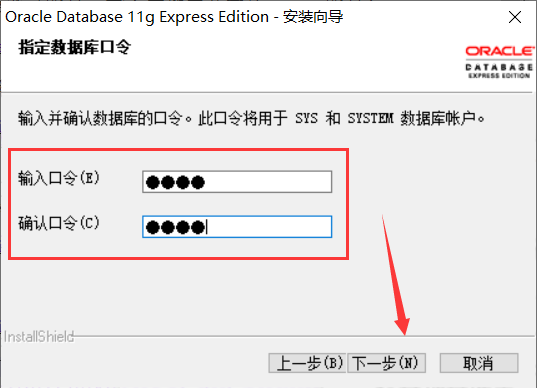 Oracle Database 11g Express Edition - 安装向导
指定数据库口令
ORACLE
DATABASE
EXPRESS EDITION
输入并确认数据库的口令。此口令将用于 SYS 和 SYSTEM 数据库帐户。
输入口令(E)
确认口令(C)
InstallShield
上一步(B) 下一步(N) 取消